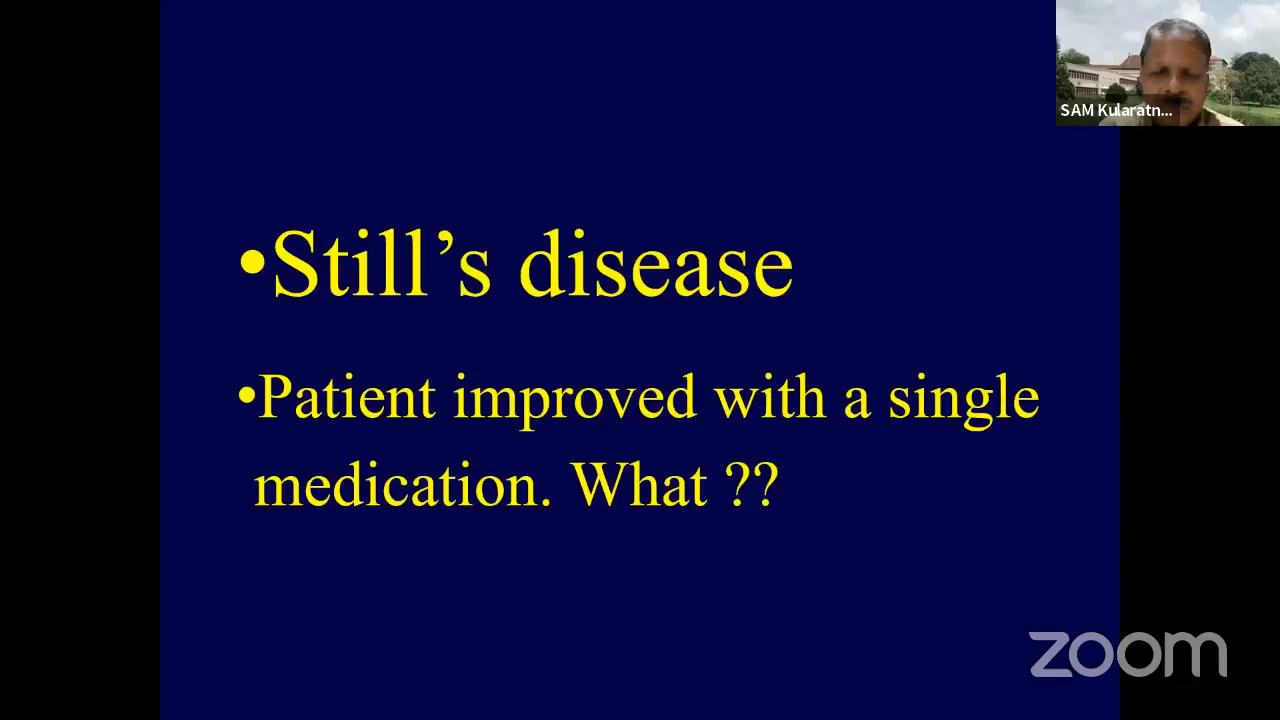 SAM Kularatn...
•Still’s disease
•Patient improved with a single
medication. What ??
zoom